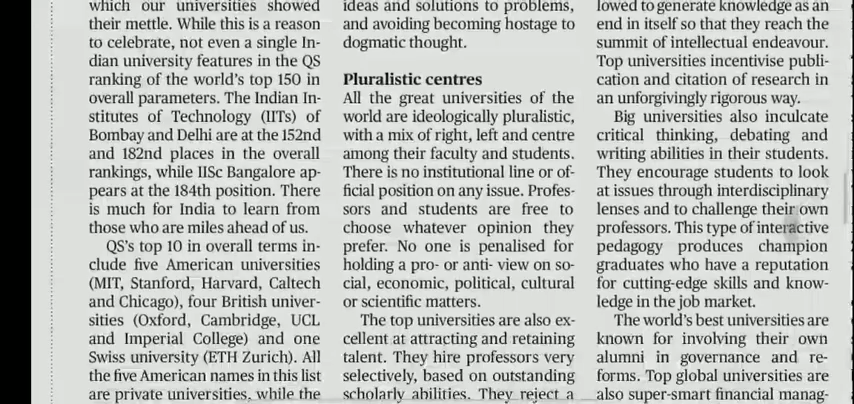 which our universities showed
their mettle. While this is a reason
to celebrate, not even a single In-
dian university features in the QS
ranking of the world's top 150 in
overall parameters. The Indian In-
stitutes of Technology (IITs) of
Bombay and Delhi are at the 152nd
and 182nd places in the overall
rankings, while IISc Bangalore ap-
pears at the 184th position. There
is much for India to learn from
those who are miles ahead of us.
QS's top 10 in overall terms in-
clude five American universities
(MIT, Stanford, Harvard, Caltech
and Chicago), four British univer-
sities (Oxford, Cambridge, UCL
and Imperial College) and one
Swiss university (ETH Zurich). All
the five American names in this list
are private universities, while the
ideas and solutions to problems,
and avoiding becoming hostage to
dogmatic thought.
Pluralistic centres
All the great universities of the
world are ideologically pluralistic,
with a mix of right, left and centre
among their faculty and students.
There is no institutional line or of-
ficial position on any issue. Profes-
sors and students are free to
choose whatever opinion they
prefer. No one is penalised for
holding a pro- or anti- view on so-
cial, economic, political, cultural
or scientific matters.
The top universities are also ex-
cellent at attracting and retaining
talent. They hire professors very
selectively, based on outstanding
scholarly abilities. They reject a
lowed to generate knowledge as an
end in itself so that they reach the
summit of intellectual endeavour.
Top universities incentivise publi-
cation and citation of research in
an unforgivingly rigorous way.
Big universities also inculcate
critical thinking, debating and
writing abilities in their students.
They encourage students to look
at issues through interdisciplinary
lenses and to challenge their own
professors. This type of interactive
pedagogy produces champion
graduates who have a reputation
for cutting-edge skills and know-
ledge in the job market.
The world's best universities are
known for involving their own
alumni in governance and re-
forms. Top global universities are
also super-smart financial manag-